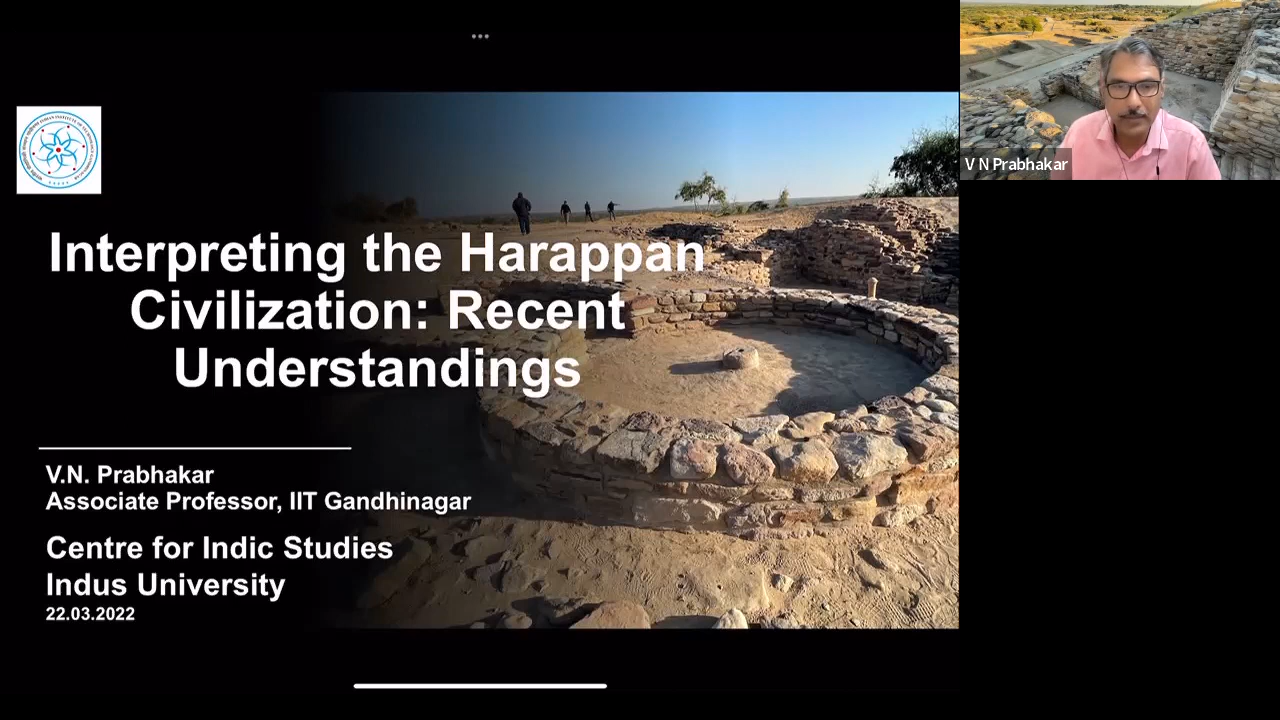 Interpreting the Harappan
Civilization: Recent
Understandings
V.N. Prabhakar
Associate Professor, IIT Gandhinagar
Centre for Indic Studies
Indus University
22.03.2022
V N Prabhakar